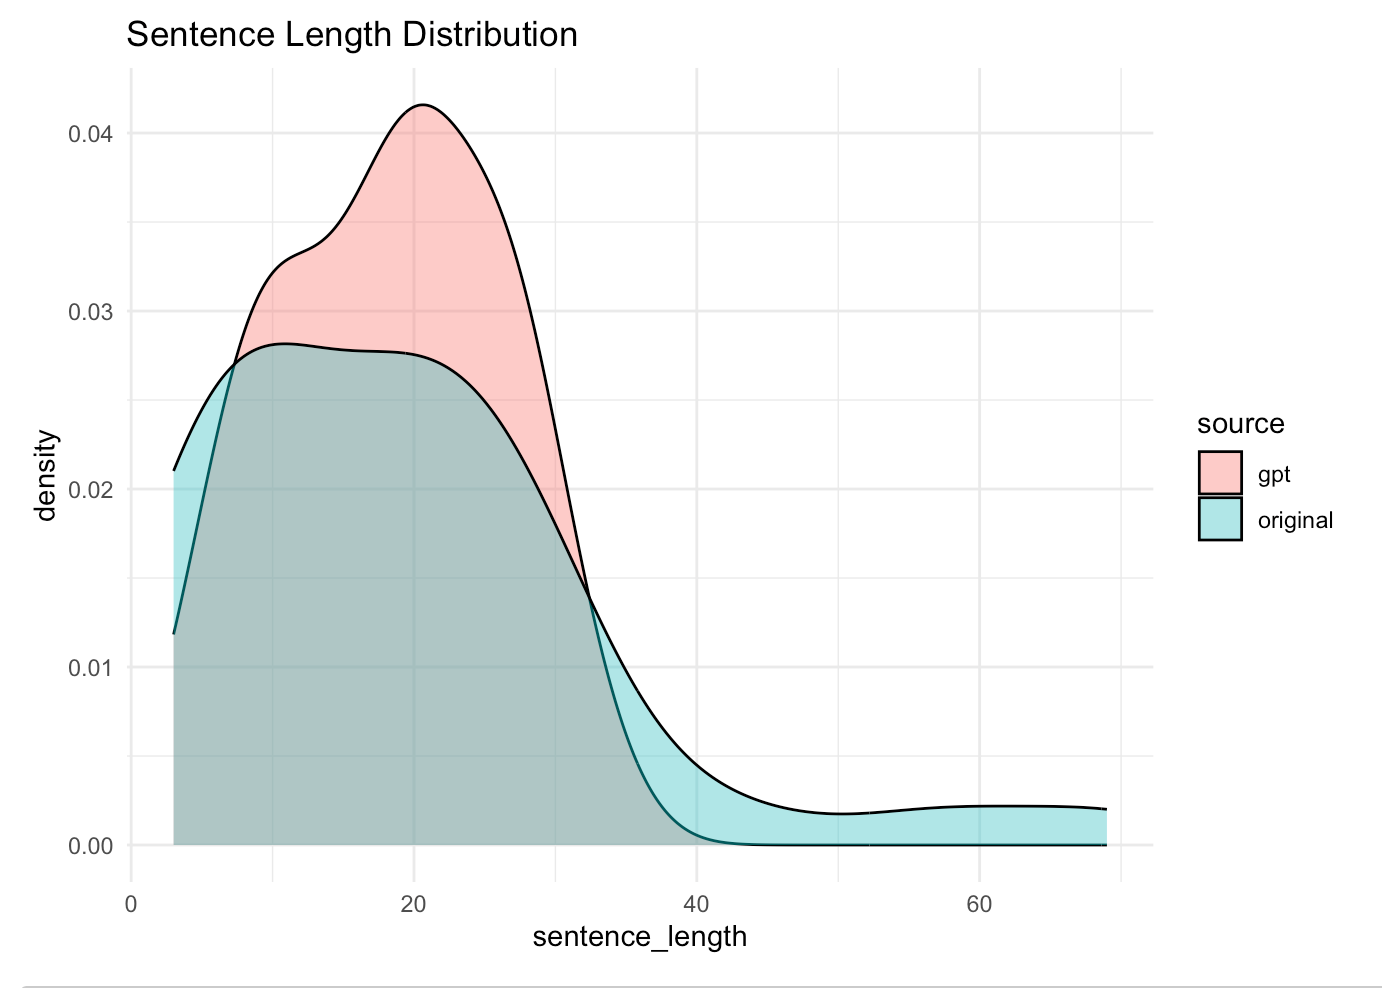 Sentence Length Distribution
0.04
0.03
0.02
0.01
0.00
density
0 20 40 60
sentence_length
source
gpt
original